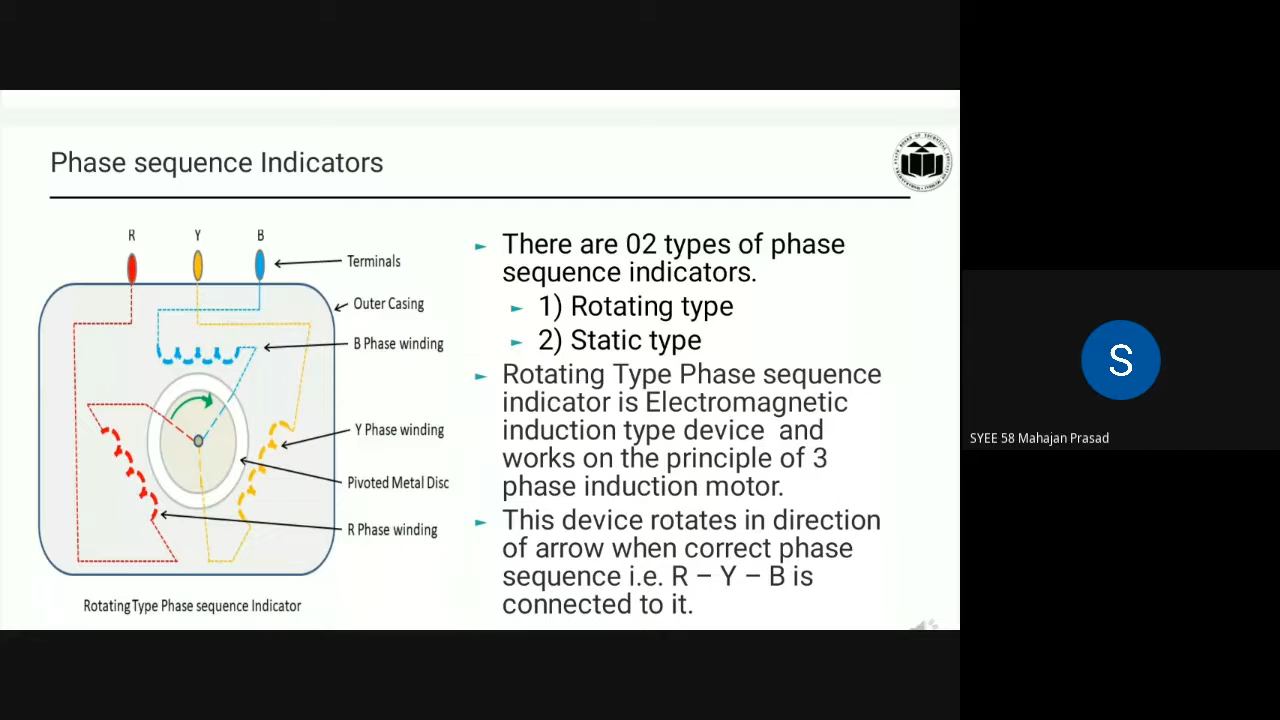 Phase sequence Indicators
R Y B
Terminals
Outer Casing
B Phase winding
Y Phase winding
Pivoted Metal Disc
R Phase winding
Rotating Type Phase sequence Indicator
► There are 02 types of phase
sequence indicators.
► 1) Rotating type
► 2) Static type
► Rotating Type Phase sequence
indicator is Electromagnetic
induction type device and
works on the principle of 3
phase induction motor.
► This device rotates in direction
of arrow when correct phase
sequence i.e. R – Y – B is
connected to it.
S
SYEE 58 Mahajan Prasad